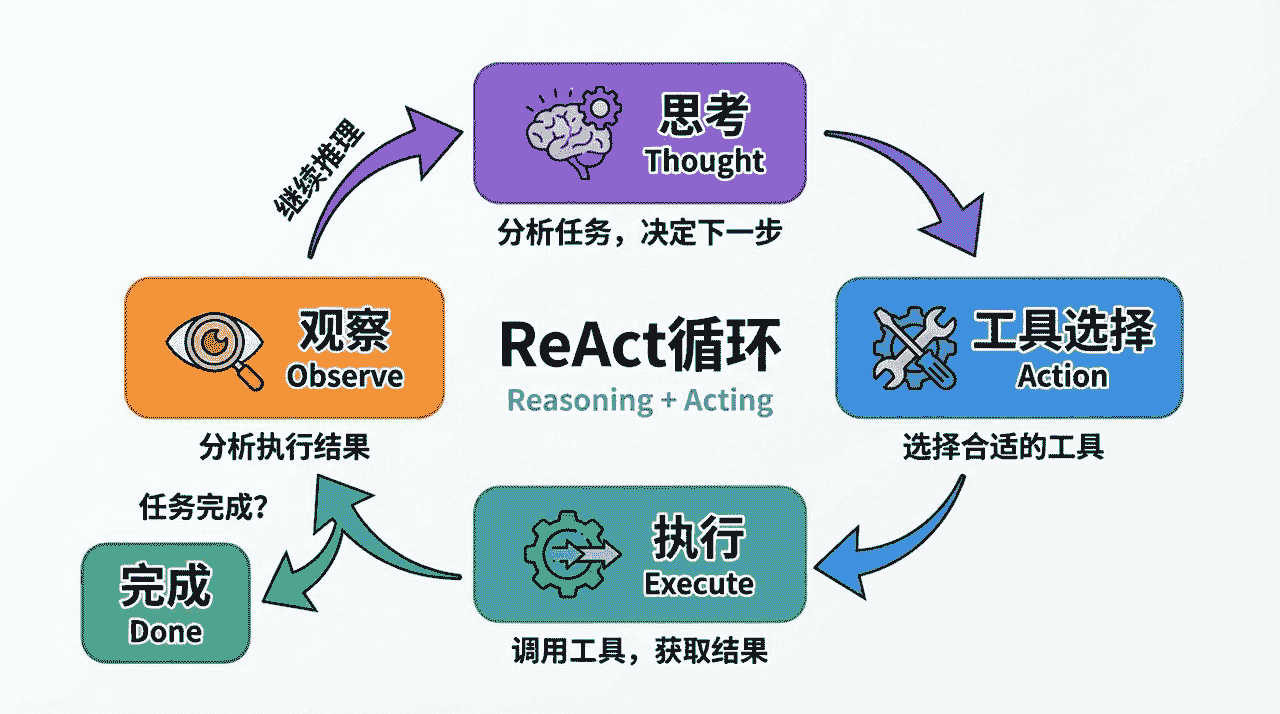 思考
Thought
分析任务，决定下一步
继续推理
观察
Observe
分析执行结果
ReAct循环
Reasoning + Acting
工具选择
Action
选择合适的工具
任务完成？
完成
Done
执行
Execute
调用工具，获取结果